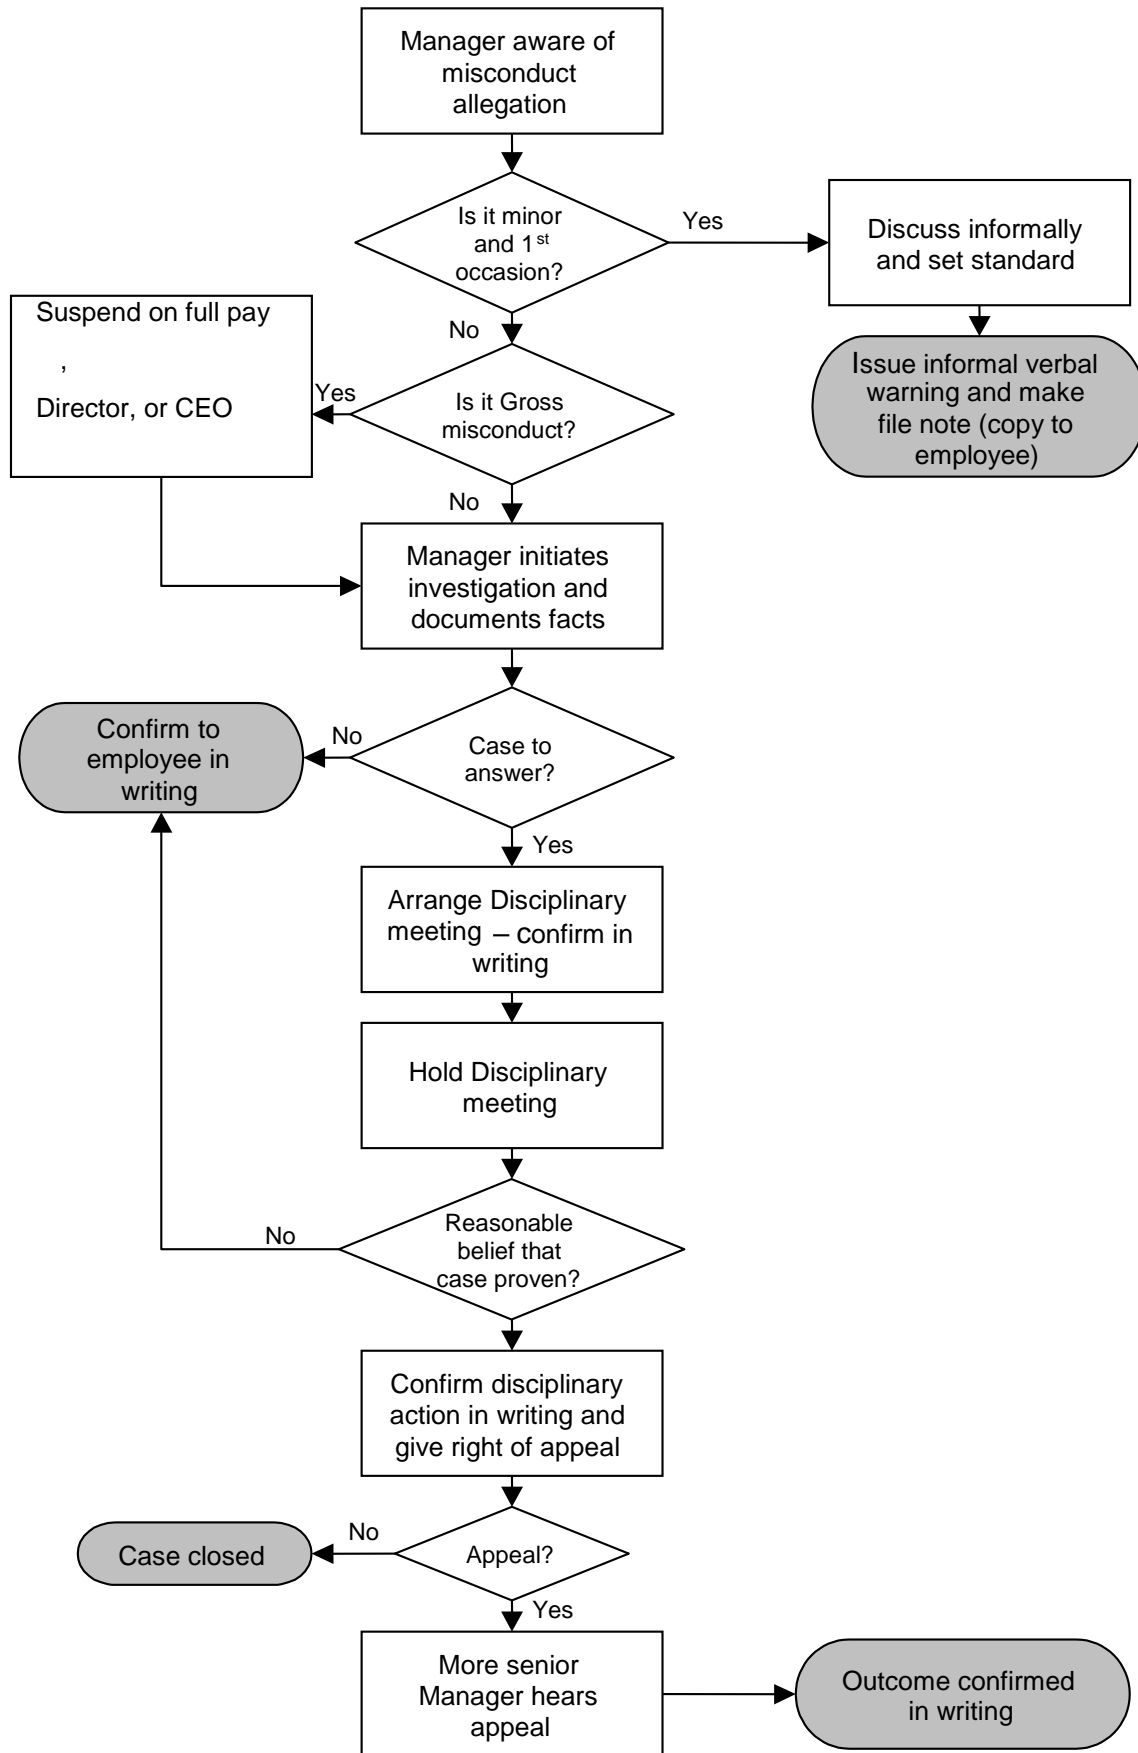 Manager aware of
misconduct
allegation
Is it minor
and 1st
occasion?
Yes
Discuss informally
and set standard
No
Issue informal verbal
warning and make
file note (copy to
employee)
Suspend on full pay
,
Director, or CEO
Yes
Is it Gross
misconduct?
No
Manager initiates
investigation and
documents facts
Confirm to
employee in
writing
No
Case to
answer?
Yes
Arrange Disciplinary
meeting – confirm in
writing
Hold Disciplinary
meeting
No
Reasonable
belief that
case proven?
Confirm disciplinary
action in writing and
give right of appeal
Case closed
No
Appeal?
Yes
More senior
Manager hears
appeal
Outcome confirmed
in writing